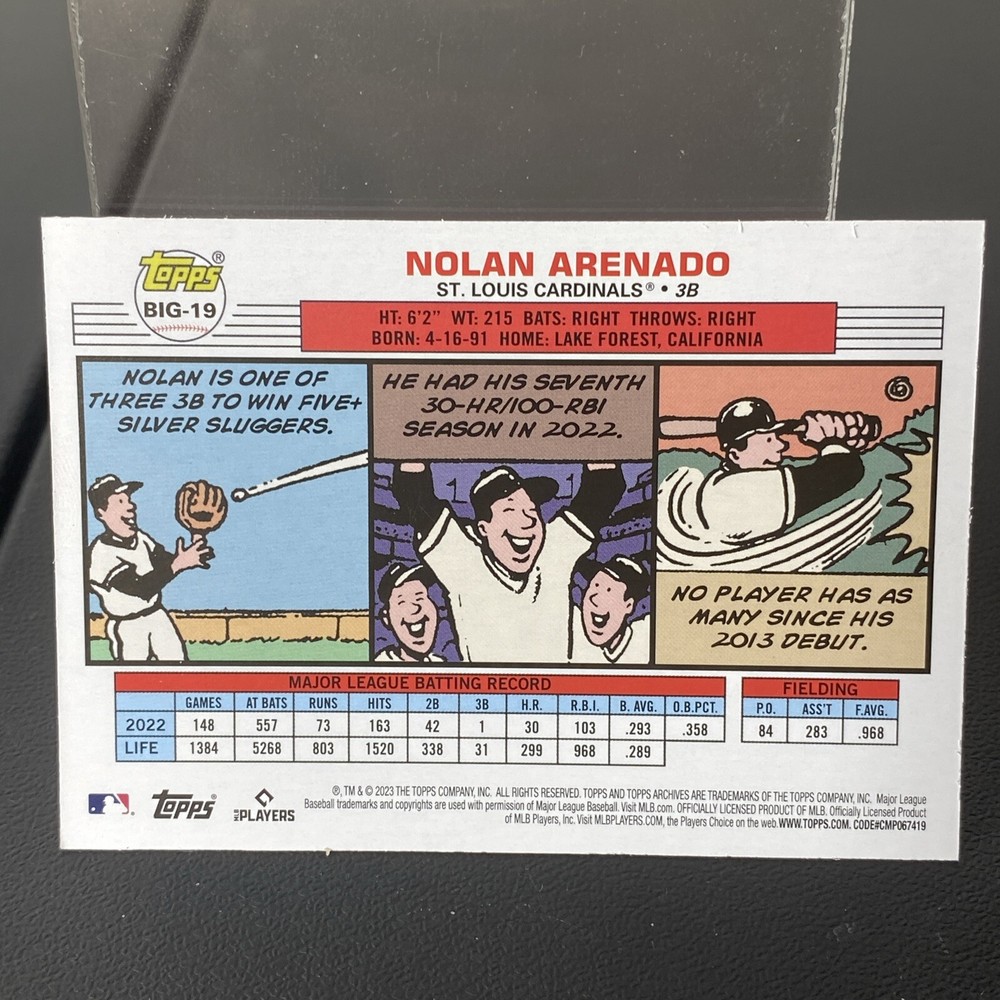 Topps®
BIG-19
NOLAN ARENADO
ST. LOUIS CARDINALS® • 3B
HT: 6'2" WT: 215 BATS: RIGHT THROWS: RIGHT
BORN: 4-16-91 HOME: LAKE FOREST, CALIFORNIA
NOLAN IS ONE OF
THREE 3B TO WIN FIVE+
SILVER SLUGGERS.
HE HAD HIS SEVENTH
30-HR/100-RBI
SEASON IN 2022.
1 1
NO PLAYER HAS AS
MANY SINCE HIS
2013 DEBUT.
MAJOR LEAGUE BATTING RECORD
GAMES AT BATS RUNS HITS 2B 3B H.R. R.B.I. B. AVG. O.B.PCT.
2022 148 557 73 163 42 1 30 103 .293 .358
LIFE 1384 5268 803 1520 338 31 299 968 .289
FIELDING
P.O. ASS'T F.AVG.
84 283 .968
Topps®
MLB PLAYERS
®, TM & © 2023 THE TOPPS COMPANY, INC. ALL RIGHTS RESERVED. TOPPS AND TOPPS ARCHIVES ARE TRADEMARKS OF THE TOPPS COMPANY, INC. Major League
Baseball trademarks and copyrights are used with permission of Major League Baseball. Visit MLB.com. OFFICIALLY LICENSED PRODUCT OF MLB. Officially Licensed Product
of MLB Players, Inc. Visit MLBPLAYERS.COM, the Players Choice on the web. WWW.TOPPS.COM. CODE#CMP067419